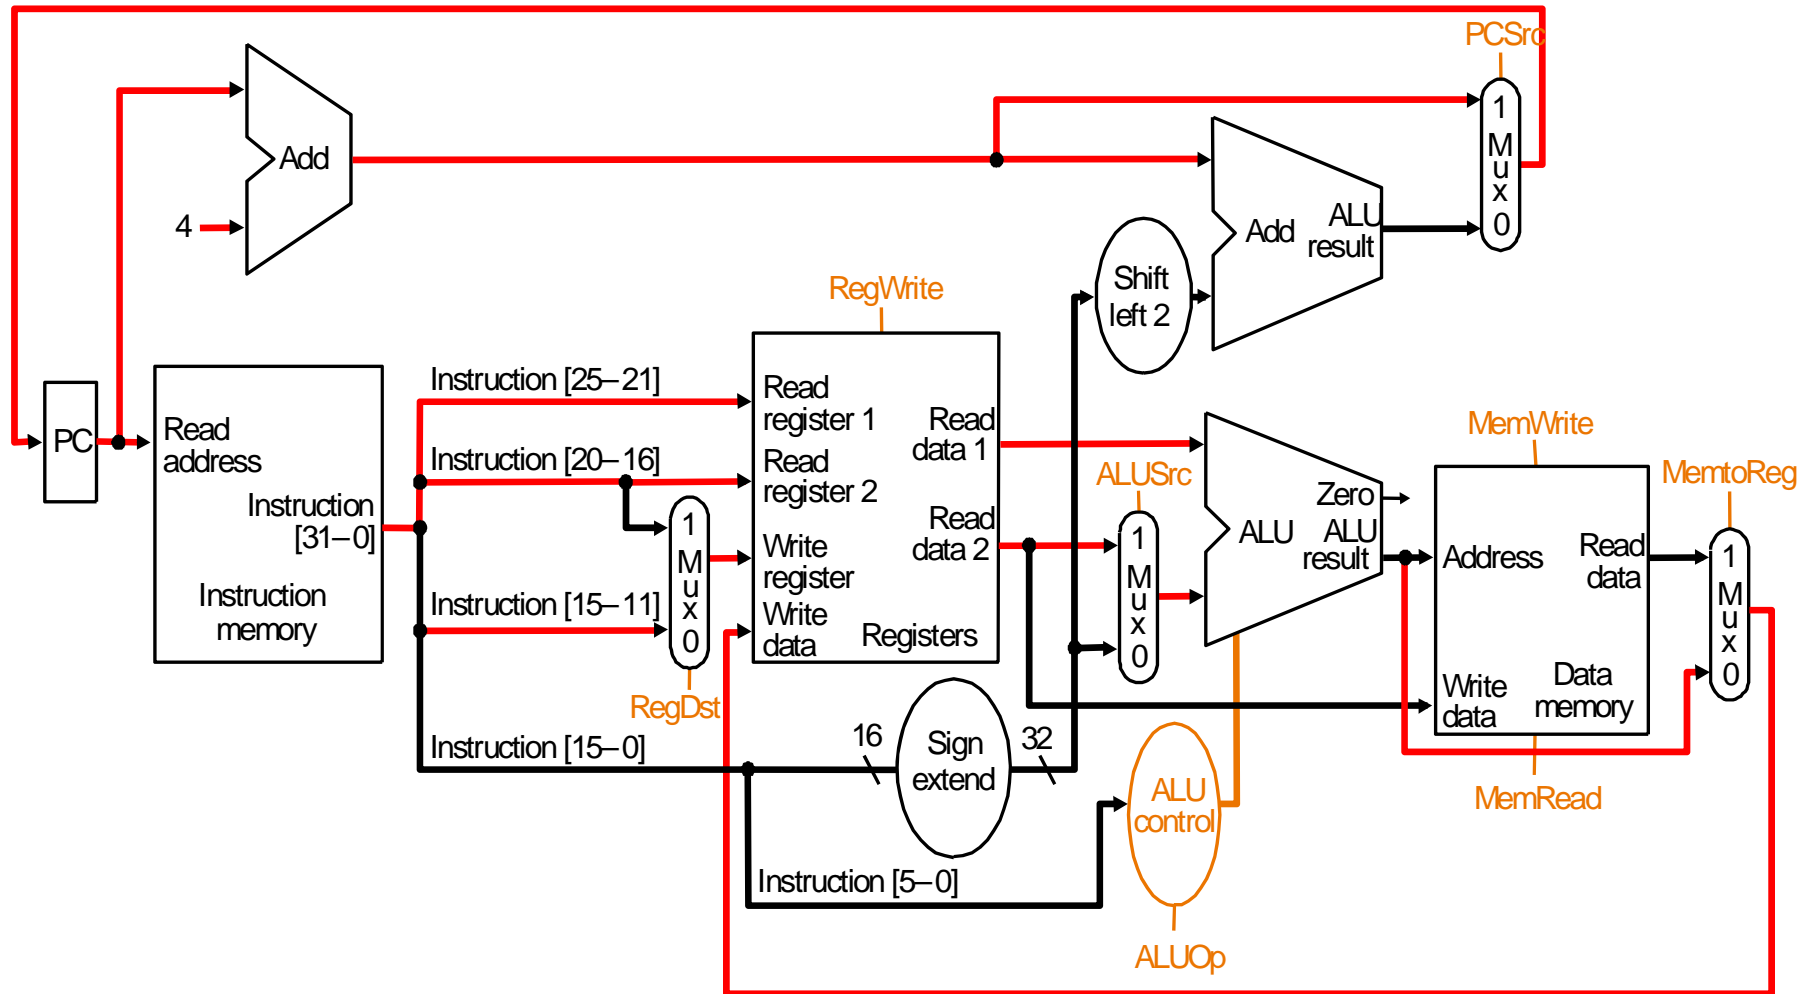 PCSrc
1
M
u
x
0
Add
4
ALU
Add
result
Shift
left 2
RegWrite
Instruction [25–21]
Read
register 1
Read
data 1
PC
Read
address
Instruction [20–16]
Read
register 2
Instruction
[31–0]
1
M
u
x
0
Write
register
Read
data 2
Instruction
memory
Instruction [15–11]
Write
data
Registers
RegDst
ALUSrc
1
M
u
x
0
Zero
ALU
ALU
result
MemWrite
Address
Read
data
Write
data
Data
memory
MemRead
MemtoReg
1
M
u
x
0
Instruction [15–0]
16
Sign
extend
32
ALU
control
Instruction [5–0]
ALUOp